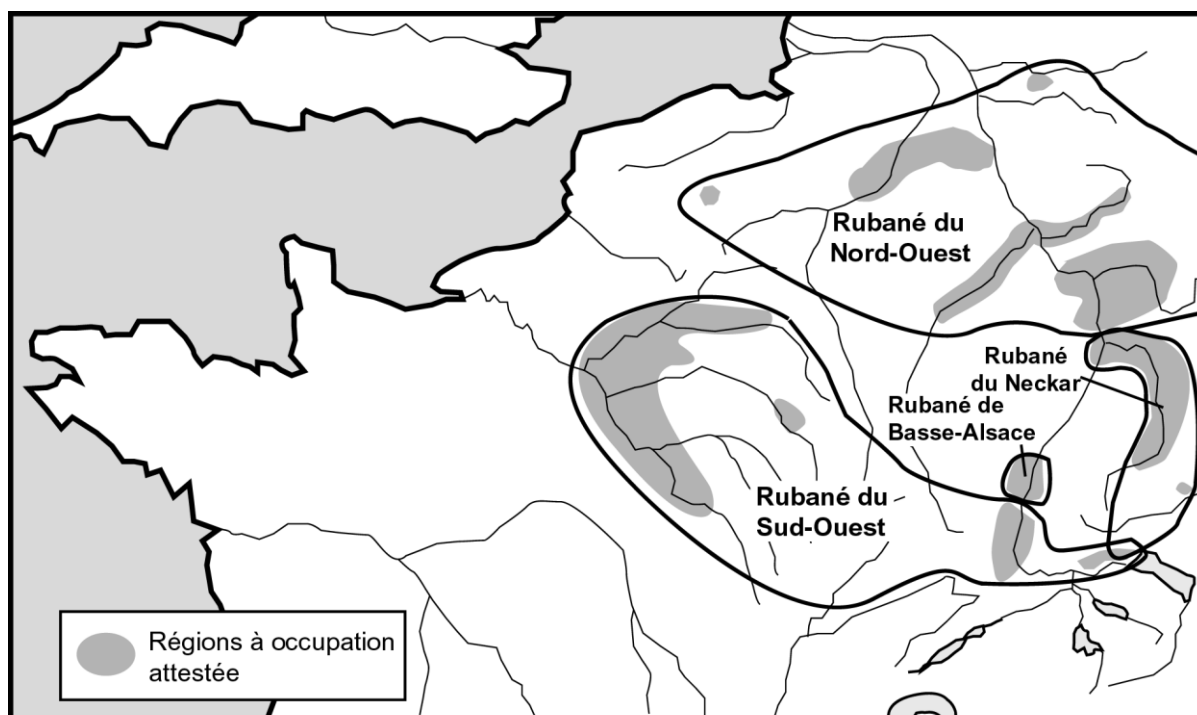 Rubané du
Nord-Ouest
Rubané
du Neckar
Rubané de
Basse-Alsace
Rubané du
Sud-Ouest
Régions à occupation
attestée